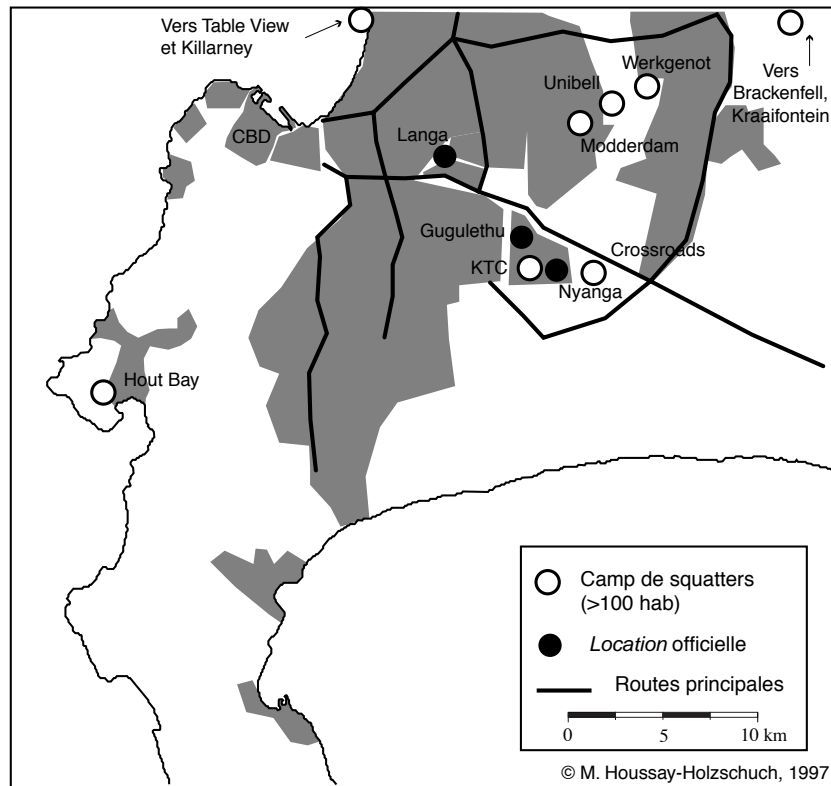 Vers Table View
et Killarney
Werkgenot
Unibell
Vers
Brackenfell,
Kraaifontein
CBD
Langa
Modderdam
Gugulethu
Crossroads
KTC
Nyanga
Hout Bay
Camp de squatters
(>100 hab)
Location officielle
Routes principales
0 5 10 km
© M. Houssay-Holzschuch, 1997